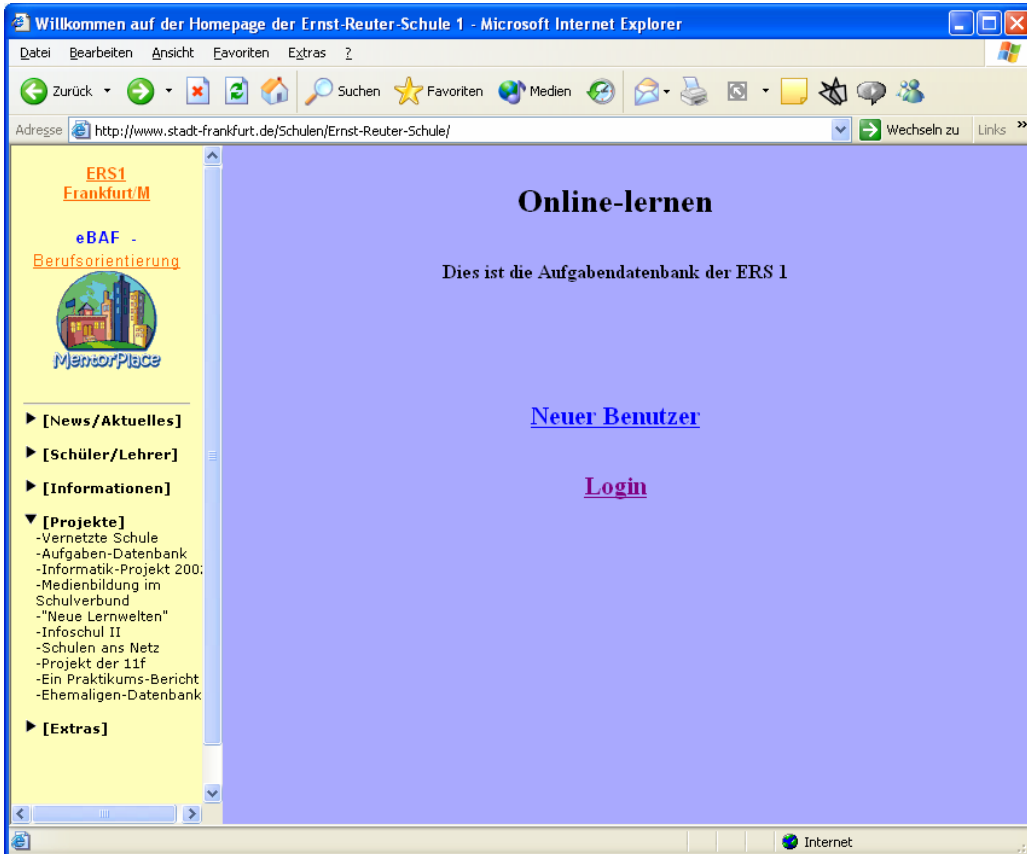 Willkommen auf der Homepage der Ernst-Reuter-Schule 1 - Microsoft Internet Explorer
Datei Bearbeiten Ansicht Favoriten Extras ?
Zurück Suchen Favoriten Medien
Adresse http://www.stadt-frankfurt.de/Schulen/Ernst-Reuter-Schule/ Wechseln zu Links »
ERS1
Frankfurt/M
eBAF -
Berufsorientierung
MentorPlace
[News/Aktuelles]
[Schüler/Lehrer]
[Informationen]
[Projekte]
-Vernetzte Schule
-Aufgaben-Datenbank
-Informatik-Projekt 200
-Medienbildung im
Schulverbund
-"Neue Lernwelten"
-Infoschul II
-Schulen ans Netz
-Projekt der 11f
-Ein Praktikums-Bericht
-Ehemaligen-Datenbank
[Extras]
Online-lernen
Dies ist die Aufgabendatenbank der ERS 1
Neuer Benutzer
Login
Internet